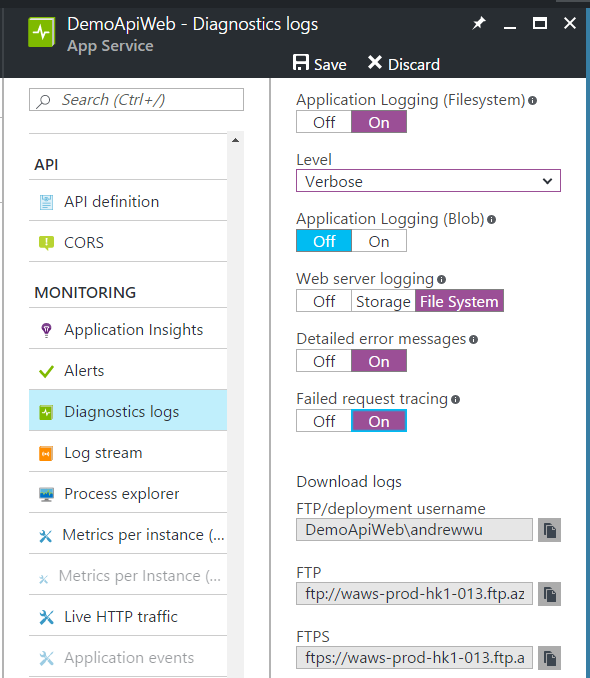 DemoApiWeb - Diagnostics logs
App Service
Save
Discard
Search (Ctrl+/)
API
API definition
CORS
MONITORING
Application Insights
Alerts
Diagnostics logs
Log stream
Process explorer
Metrics per instance (...
Metrics per Instance (...
Live HTTP traffic
Application events
Application Logging (Filesystem)
Off On
Level
Verbose
Application Logging (Blob)
Off On
Web server logging
Off Storage File System
Detailed error messages
Off On
Failed request tracing
Off On
Download logs
FTP/deployment username
DemoApiWeb\andrewwu
FTP
ftp://waws-prod-hk1-013.ftp.az
FTPS
ftps://waws-prod-hk1-013.ftp.a